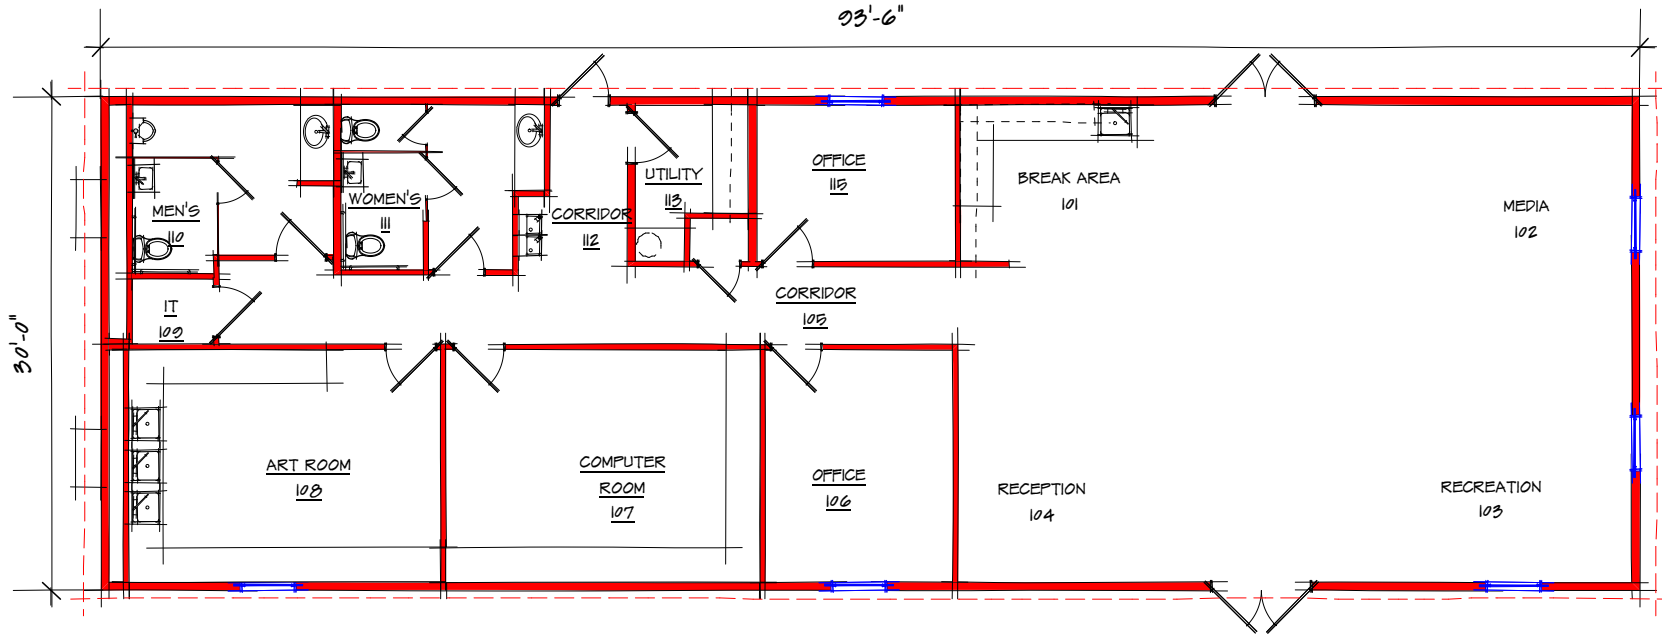 93'-6"
30'-0"
MEN'S
110
WOMEN'S
111
CORRIDOR
112
UTILITY
113
OFFICE
115
BREAK AREA
101
MEDIA
102
IT
109
CORRIDOR
105
ART ROOM
108
COMPUTER
ROOM
107
OFFICE
106
RECEPTION
104
RECREATION
103